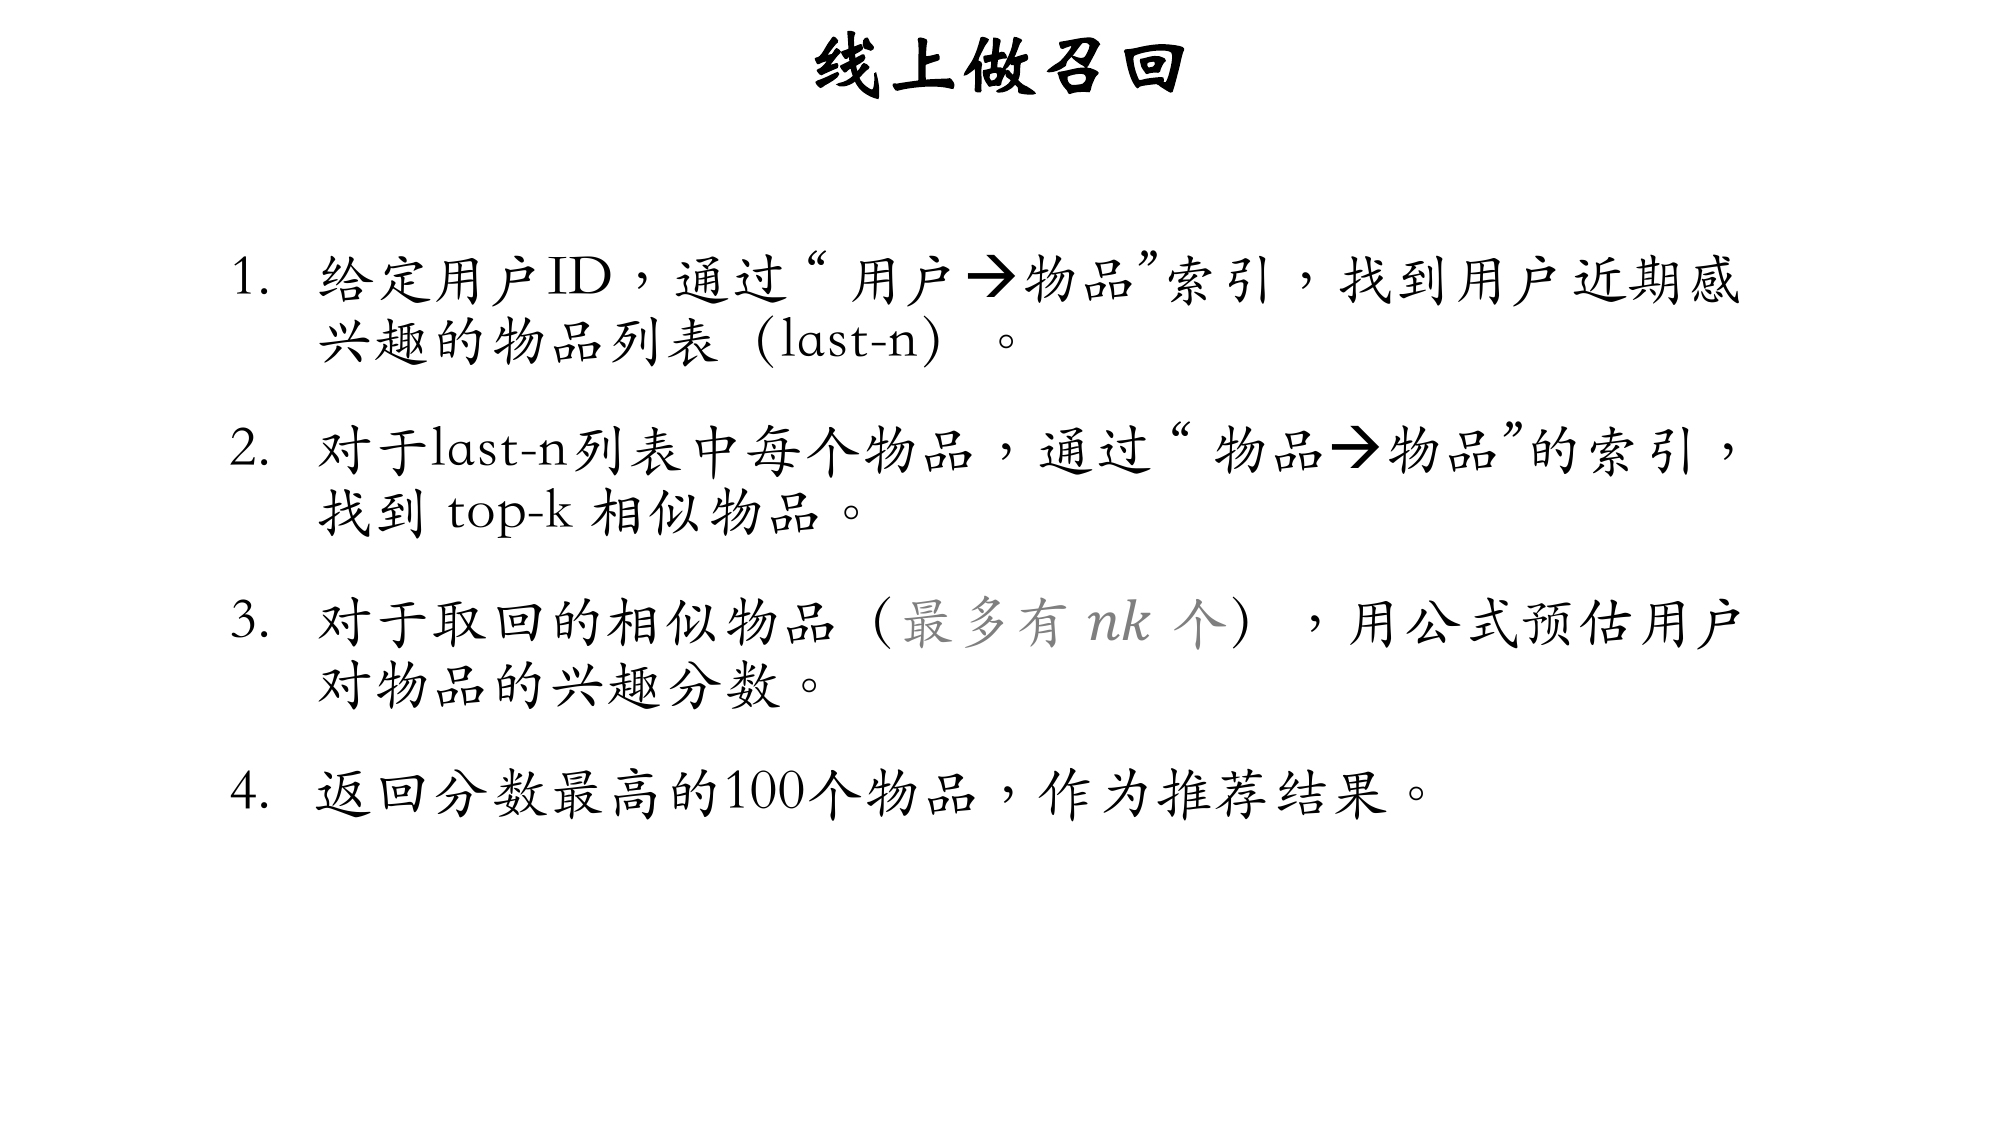 线上做召回
1. 给定用户ID，通过“用户→物品”索引，找到用户近期感
兴趣的物品列表（last-n）。
2. 对于last-n列表中每个物品，通过“物品→物品”的索引，
找到 top-k 相似物品。
3. 对于取回的相似物品（最多有 nk 个），用公式预估用户
对物品的兴趣分数。
4. 返回分数最高的100个物品，作为推荐结果。